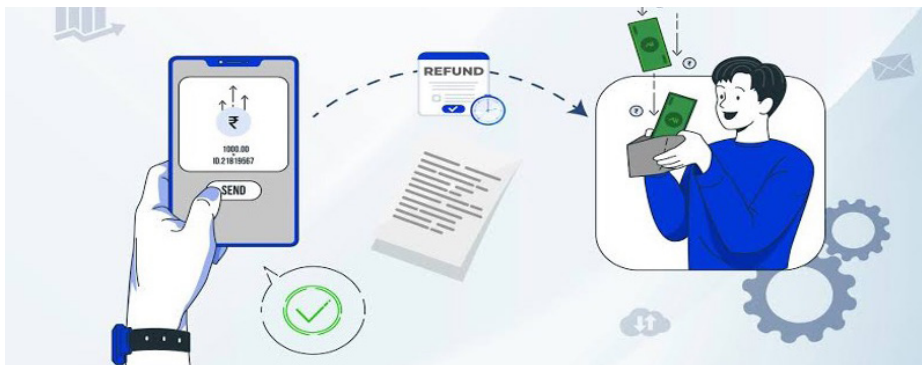 REFUND
₹
1000.00
ID:21819567
SEND